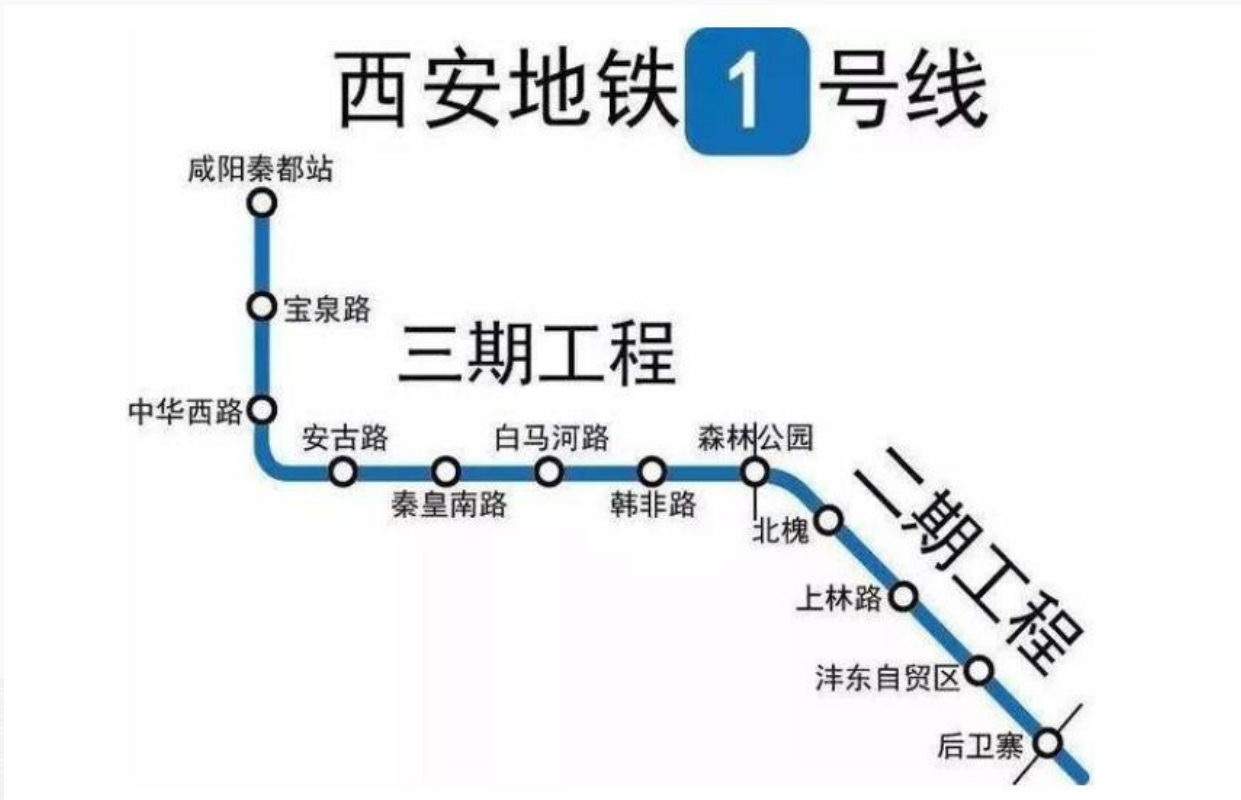 西安地铁1号线
咸阳秦都站
宝泉路
三期工程
中华西路
安古路
白马河路
森林公园
秦皇南路
韩非路
二期工程
北槐
上林路
沣东自贸区
后卫寨